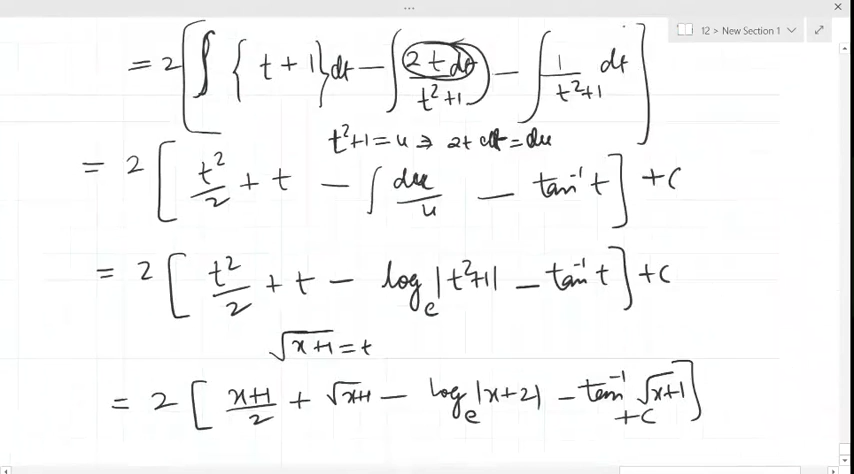 12 > New Section 1
= 2 [ ∫ { t + 1 } dt − ∫ 2t dt / t²+1 − ∫ 1 / t²+1 dt ]
t²+1 = u ⇒ 2t dt = du
= 2 [ t²/2 + t − ∫ du/u − tan⁻¹ t ] + C
= 2 [ t²/2 + t − logₑ |t²+1| − tan⁻¹ t ] + C
√x+1 = t
= 2 [ x+1/2 + √x+1 − logₑ |x+2| − tan⁻¹ √x+1 ]
+C